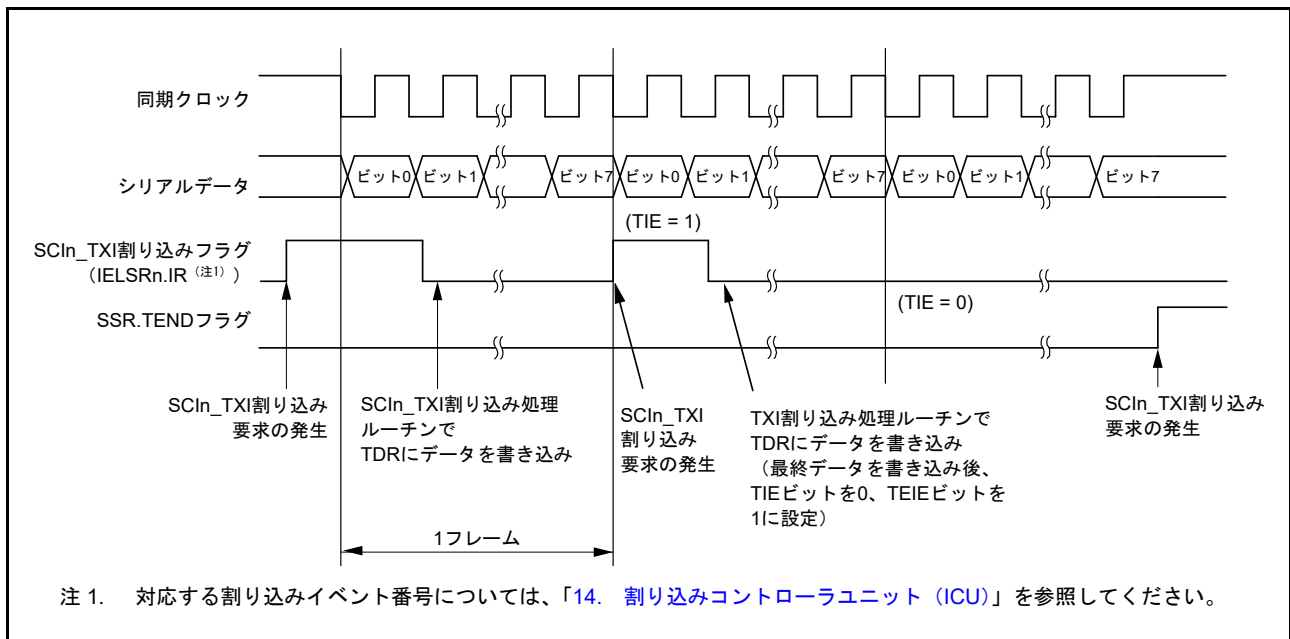 同期クロック
シリアルデータ
ビット0 ビット1 ビット7 ビット0 ビット1 ビット7 ビット0 ビット1 ビット7
(TIE = 1)
SCIn_TXI割り込みフラグ
（IELSRn.IR（注1））
(TIE = 0)
SSR.TENDフラグ
SCIn_TXI割り込み
要求の発生
SCIn_TXI割り込み処理
ルーチンで
TDRにデータを書き込み
SCIn_TXI
割り込み
要求の発生
TXI割り込み処理ルーチンで
TDRにデータを書き込み
（最終データを書き込み後、
TIEビットを0、TEIEビットを
1に設定）
SCIn_TXI割り込み
要求の発生
1フレーム
注 1. 対応する割り込みイベント番号については、「14. 割り込みコントローラユニット（ICU）」を参照してください。